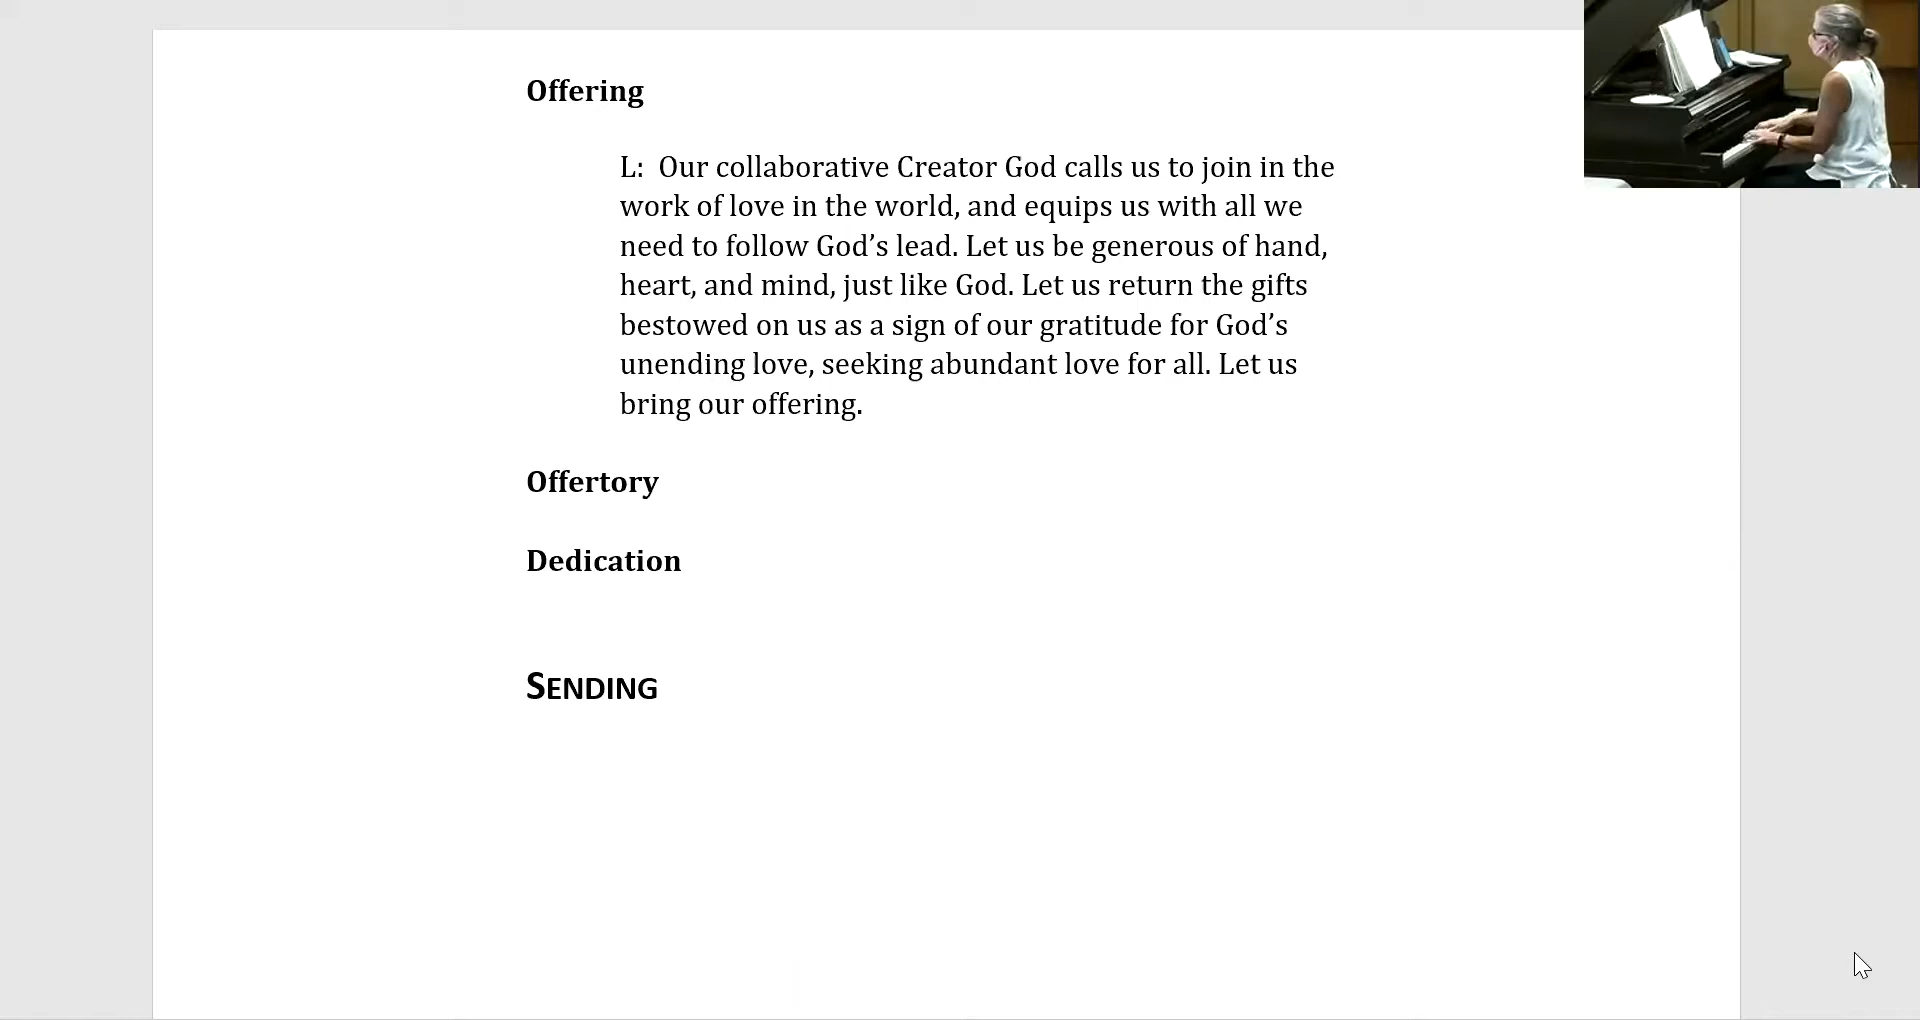 Offering
L:  Our collaborative Creator God calls us to join in the
work of love in the world, and equips us with all we
need to follow God’s lead. Let us be generous of hand,
heart, and mind, just like God. Let us return the gifts
bestowed on us as a sign of our gratitude for God’s
unending love, seeking abundant love for all. Let us
bring our offering.
Offertory
Dedication
SENDING